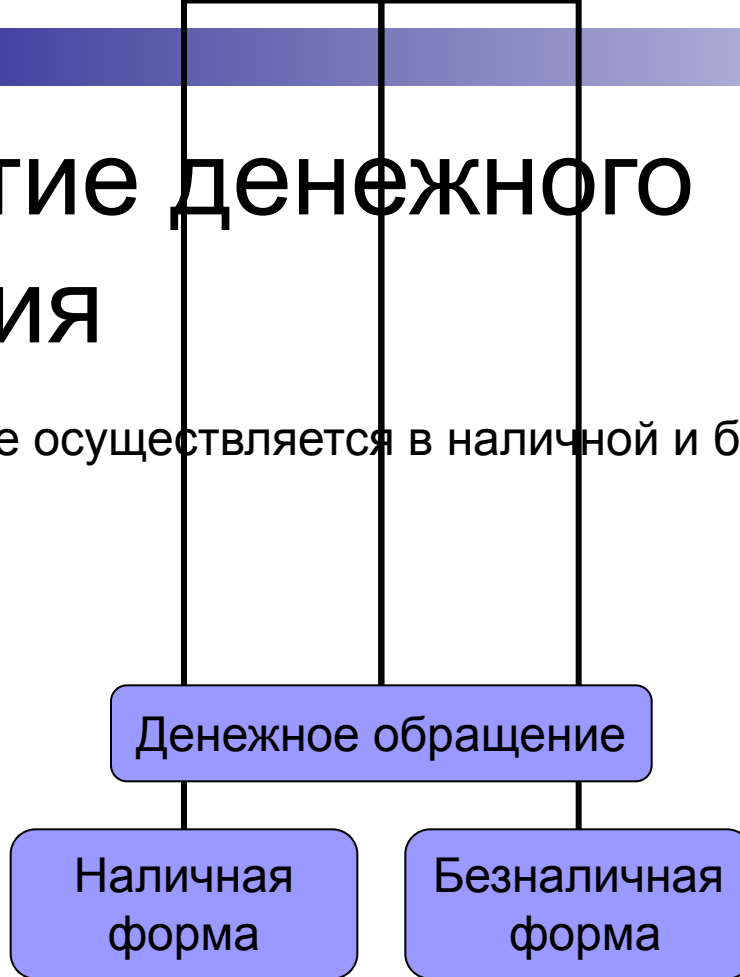 тие денежного
ия
е осуществляется в наличной и б
Денежное обращение
Наличная
форма
Безналичная
форма